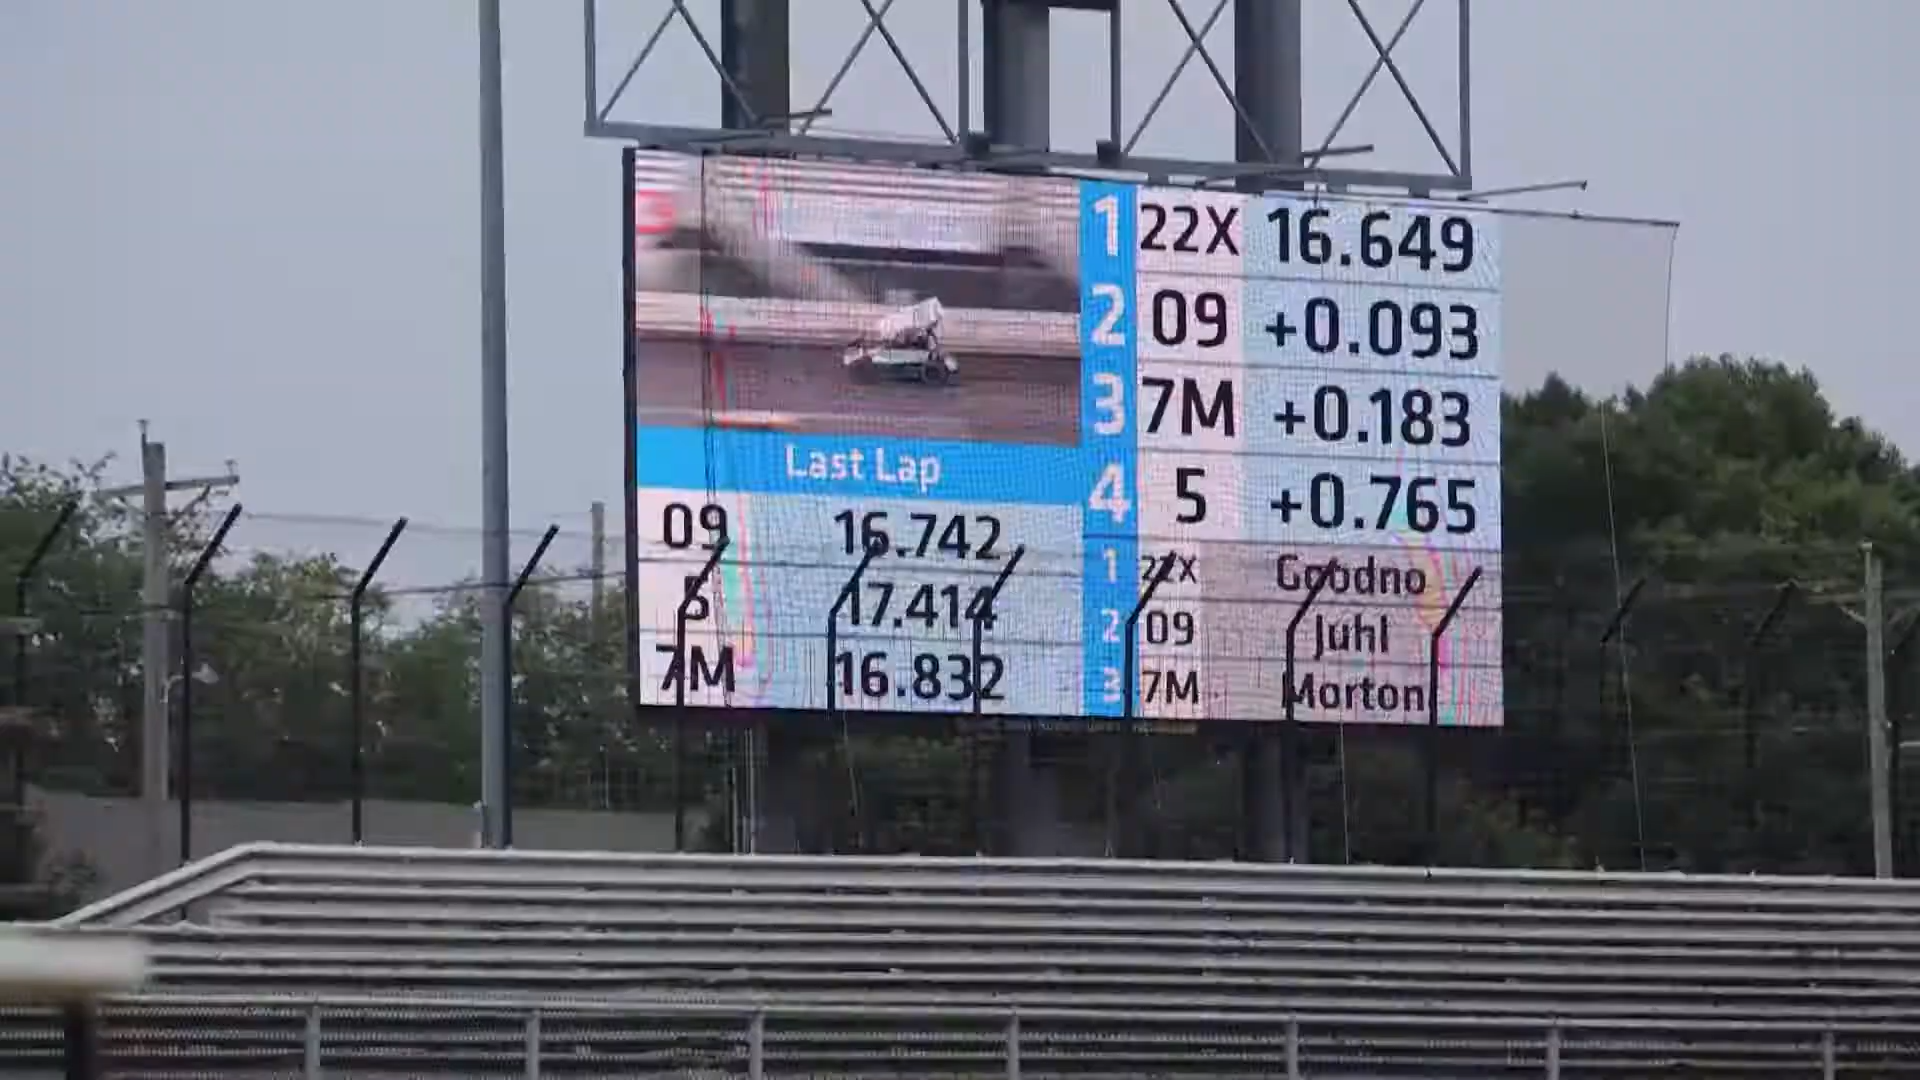 1 22X 16.649
2 09 +0.093
3 7M +0.183
4 5 +0.765
Last Lap
09 16.742
5 17.414
7M 16.832
1 22X Goodno
2 09 Juhl
3 7M Morton